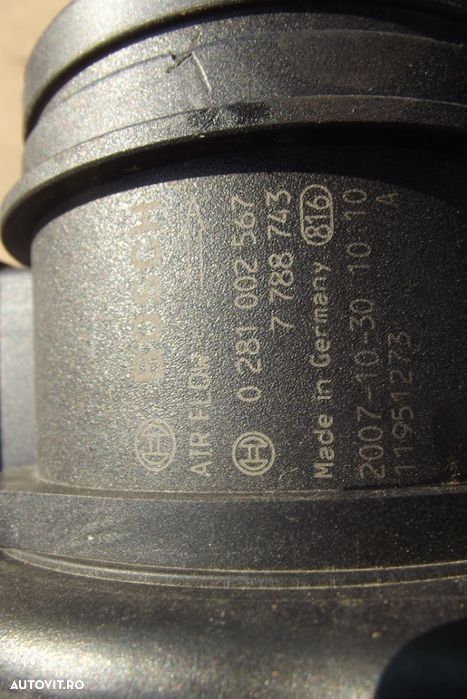 BOSCH
AIR FLOW
0 281 002 567
7 788 743
Made in Germany 816
2007-10-30 10 10
11951273 A
AUTOVIT.RO